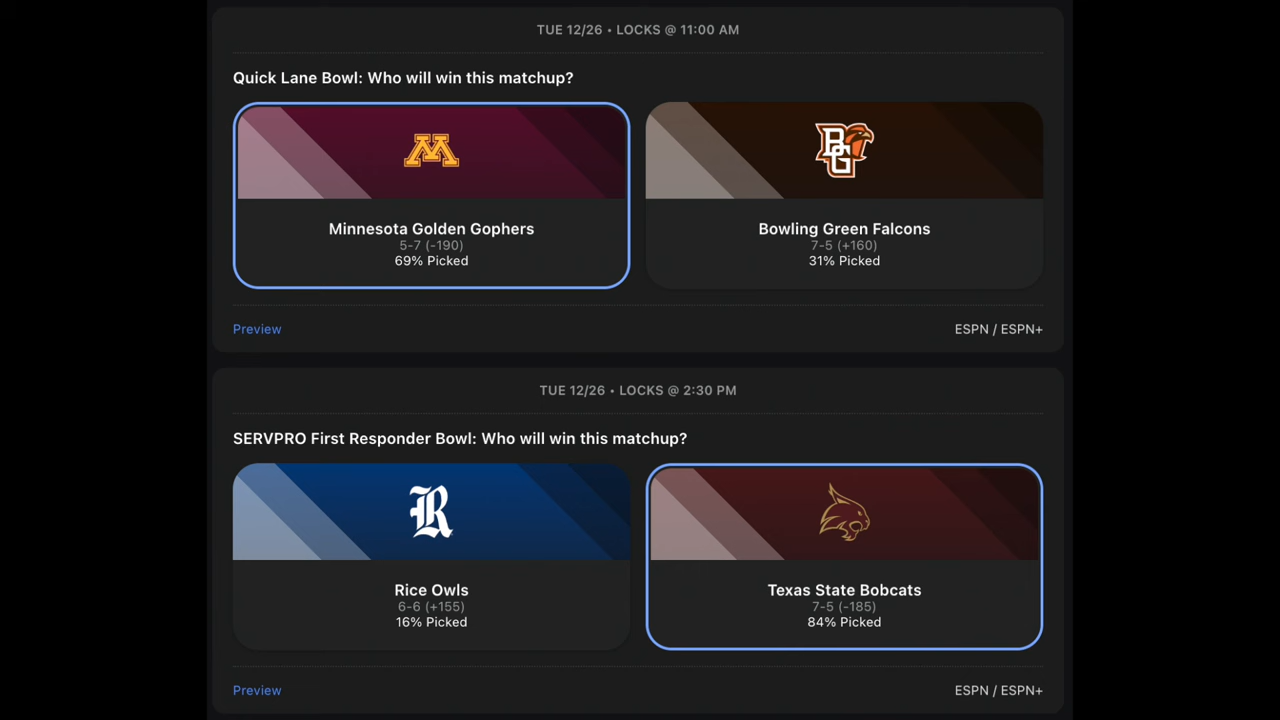 TUE 12/26 • LOCKS @ 11:00 AM
Quick Lane Bowl: Who will win this matchup?
M
BG
Minnesota Golden Gophers
5-7 (-190)
69% Picked
Bowling Green Falcons
7-5 (+160)
31% Picked
Preview
ESPN / ESPN+
TUE 12/26 • LOCKS @ 2:30 PM
SERVPRO First Responder Bowl: Who will win this matchup?
R
Rice Owls
6-6 (+155)
16% Picked
Texas State Bobcats
7-5 (-185)
84% Picked
Preview
ESPN / ESPN+